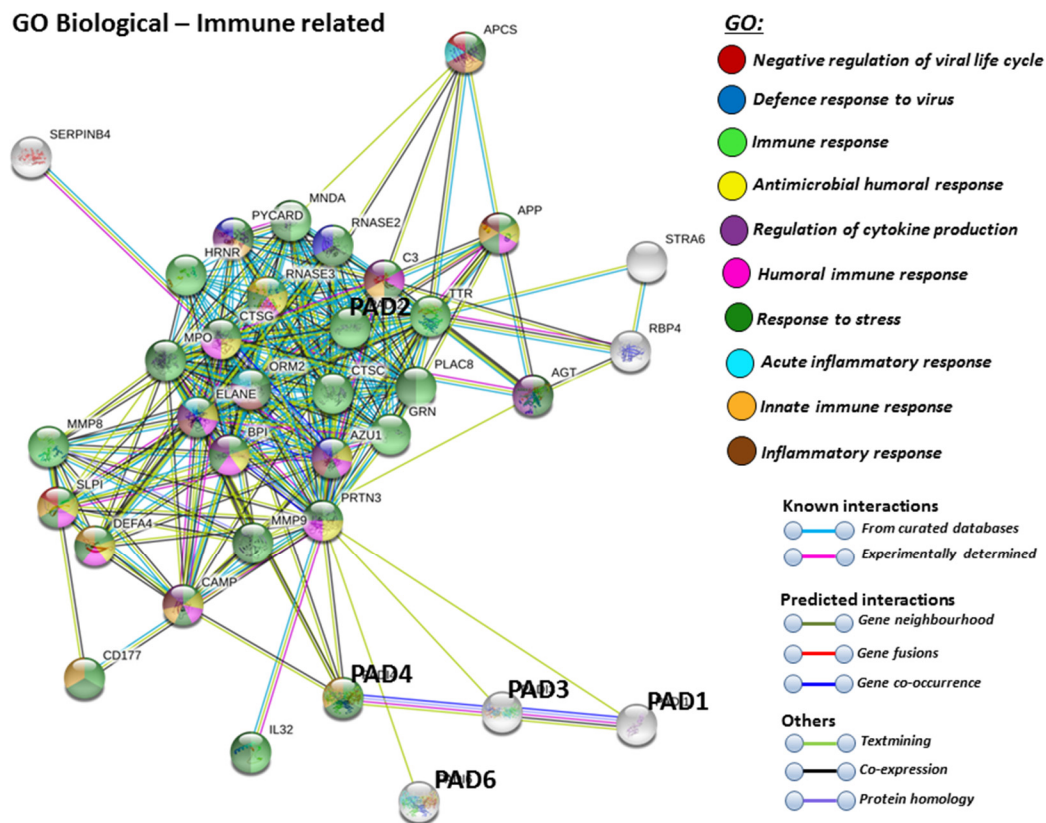 GO Biological – Immune related
APCS
SERPINB4
MNDA
PYCARD
RNASE2
APP
HRNR
STRA6
C3
RNASE3
PAD2
TTR
CTSG
MPO
RBP4
ORM2
CTSC
PLAC8
AGT
ELANE
GRN
MMP8
BPI
AZU1
SLPI
PRTN3
DEFA4
MMP9
CAMP
CD177
PAD4
PAD3
PAD1
IL32
PAD6
GO:
Negative regulation of viral life cycle
Defence response to virus
Immune response
Antimicrobial humoral response
Regulation of cytokine production
Humoral immune response
Response to stress
Acute inflammatory response
Innate immune response
Inflammatory response
Known interactions
From curated databases
Experimentally determined
Predicted interactions
Gene neighbourhood
Gene fusions
Gene co-occurrence
Others
Textmining
Co-expression
Protein homology